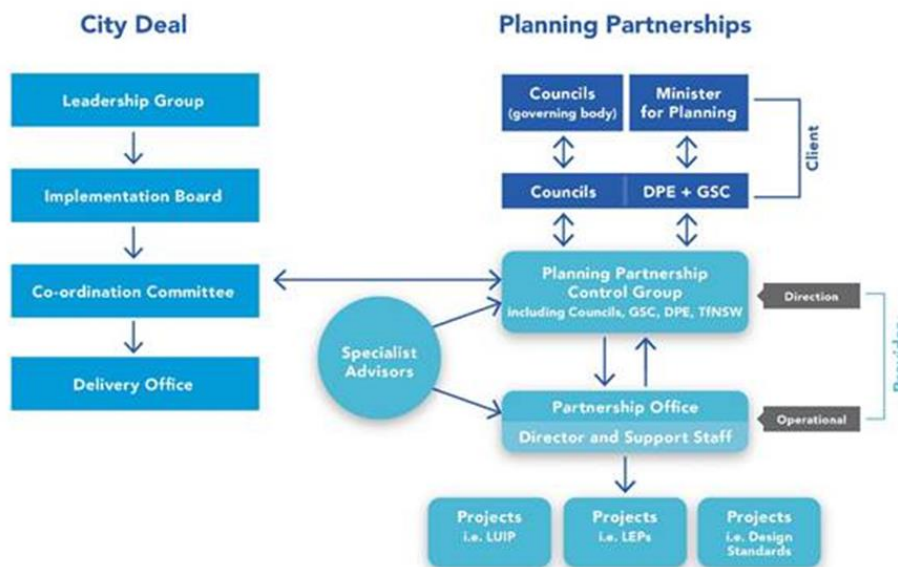 City Deal
Leadership Group
Implementation Board
Co-ordination Committee
Delivery Office
Planning Partnerships
Councils
(governing body)
Minister
for Planning
Client
Councils
DPE + GSC
Planning Partnership
Control Group
including Councils, GSC, DPE, TfNSW
Direction
Specialist
Advisors
Partnership Office
Director and Support Staff
Operational
Projects
i.e. LUIP
Projects
i.e. LEPs
Projects
i.e. Design
Standards